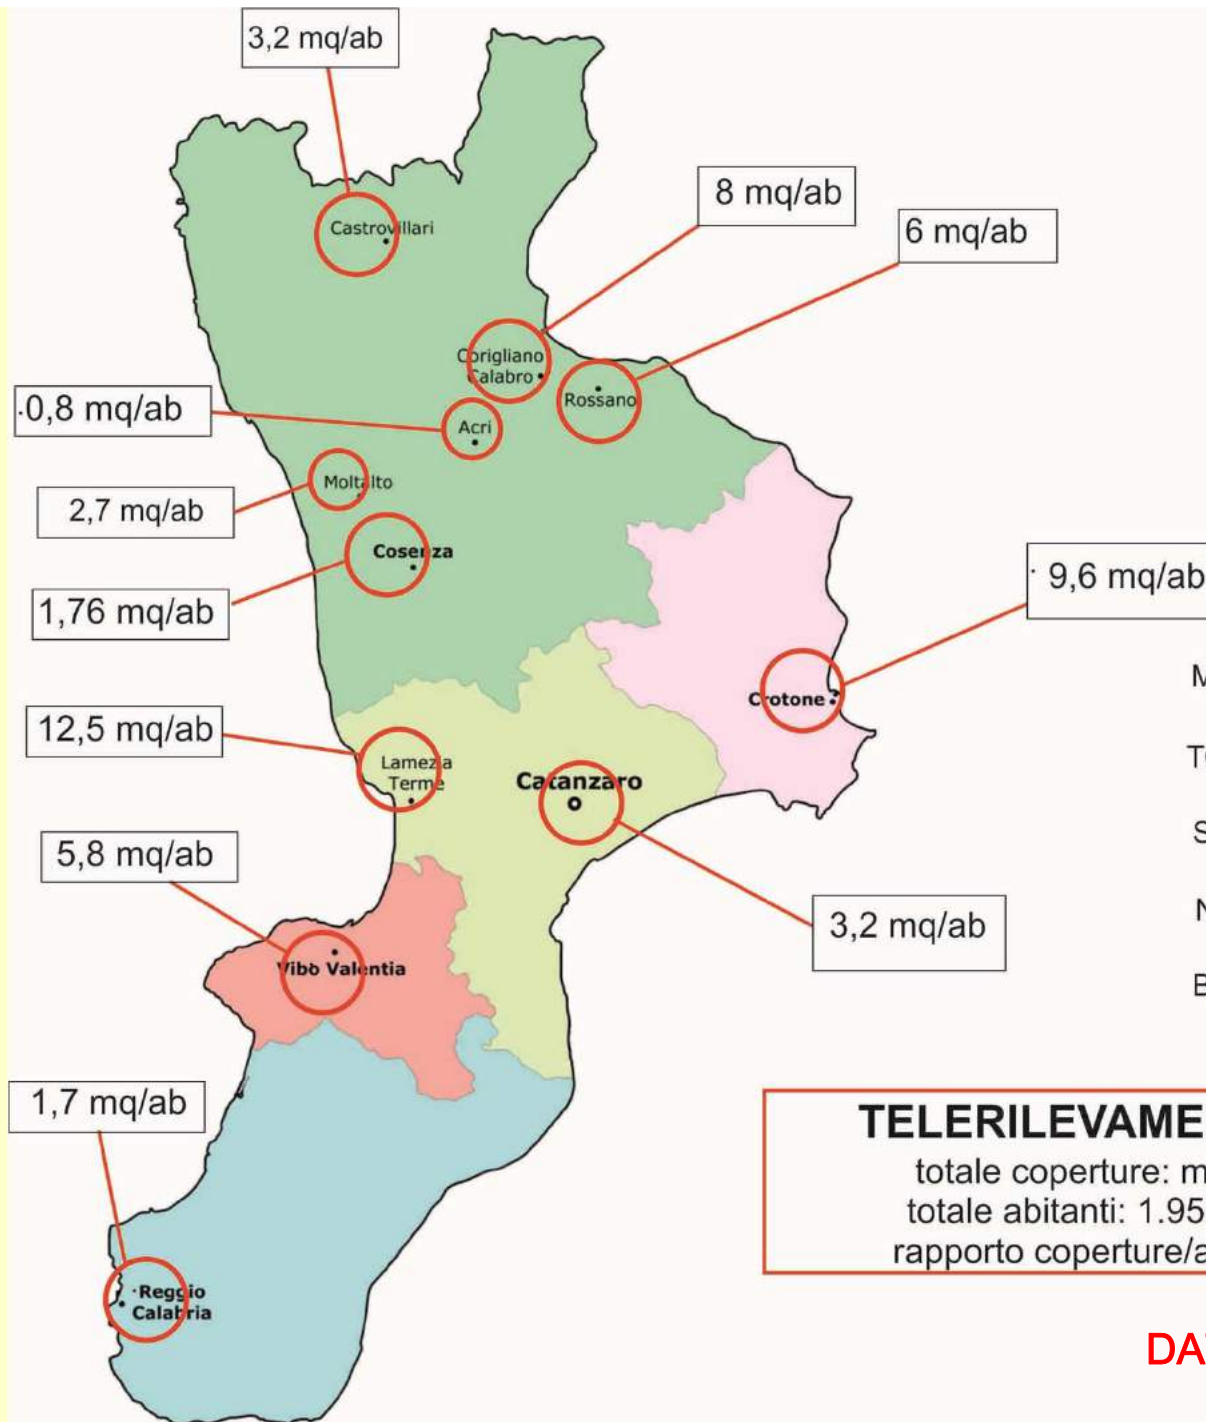 3,2 mq/ab
8 mq/ab
6 mq/ab
Castrovillari
Corigliano
Calabro
Rossano
0,8 mq/ab
Acri
Moltalto
2,7 mq/ab
Cosenza
9,6 mq/ab
1,76 mq/ab
M
Crotone
12,5 mq/ab
T
Lamezia
Terme
Catanzaro
S
5,8 mq/ab
3,2 mq/ab
N
Vibo Valentia
B
1,7 mq/ab
TELERILEVAME
totale coperture: m
totale abitanti: 1.95
rapporto coperture/a
Reggio
Calabria
DA